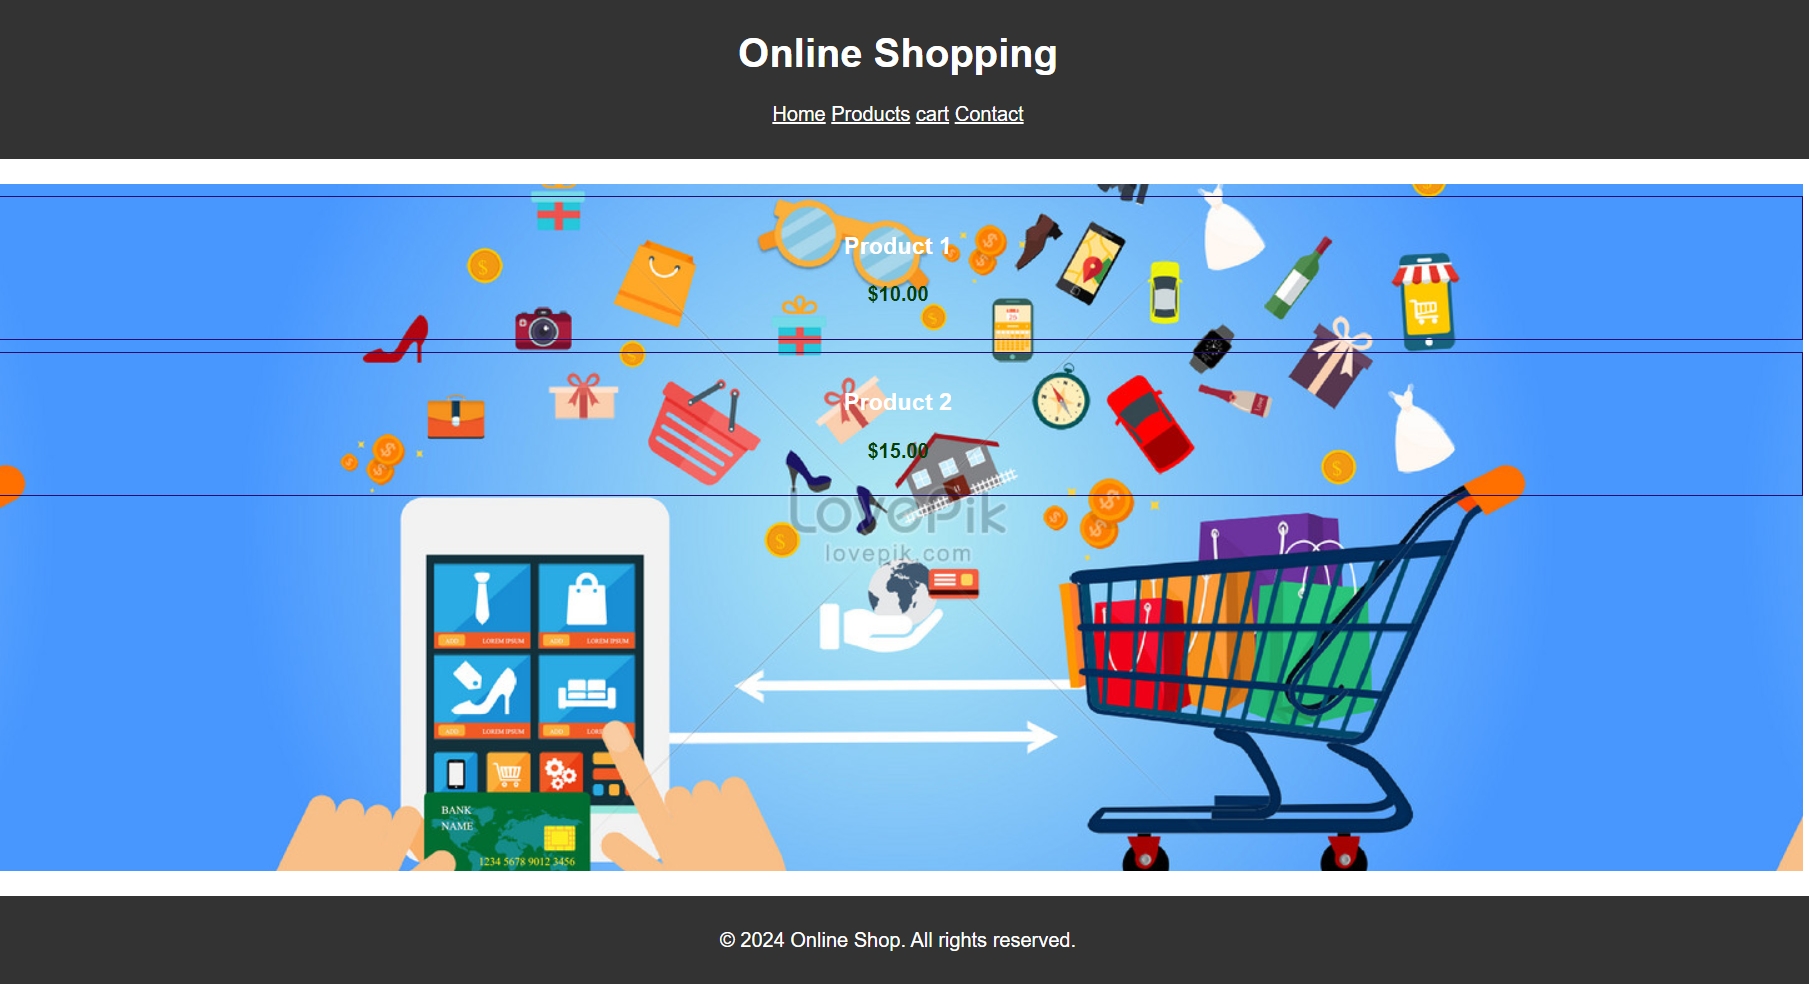 Online Shopping
Home Products cart Contact
Product 1
$10.00
Product 2
$15.00
LovePik
lovepik.com
ADD LOREM IPSUM ADD LOREM IPSUM
ADD LOREM IPSUM ADD
BANK
NAME
1234 5678 9012 3456
© 2024 Online Shop. All rights reserved.